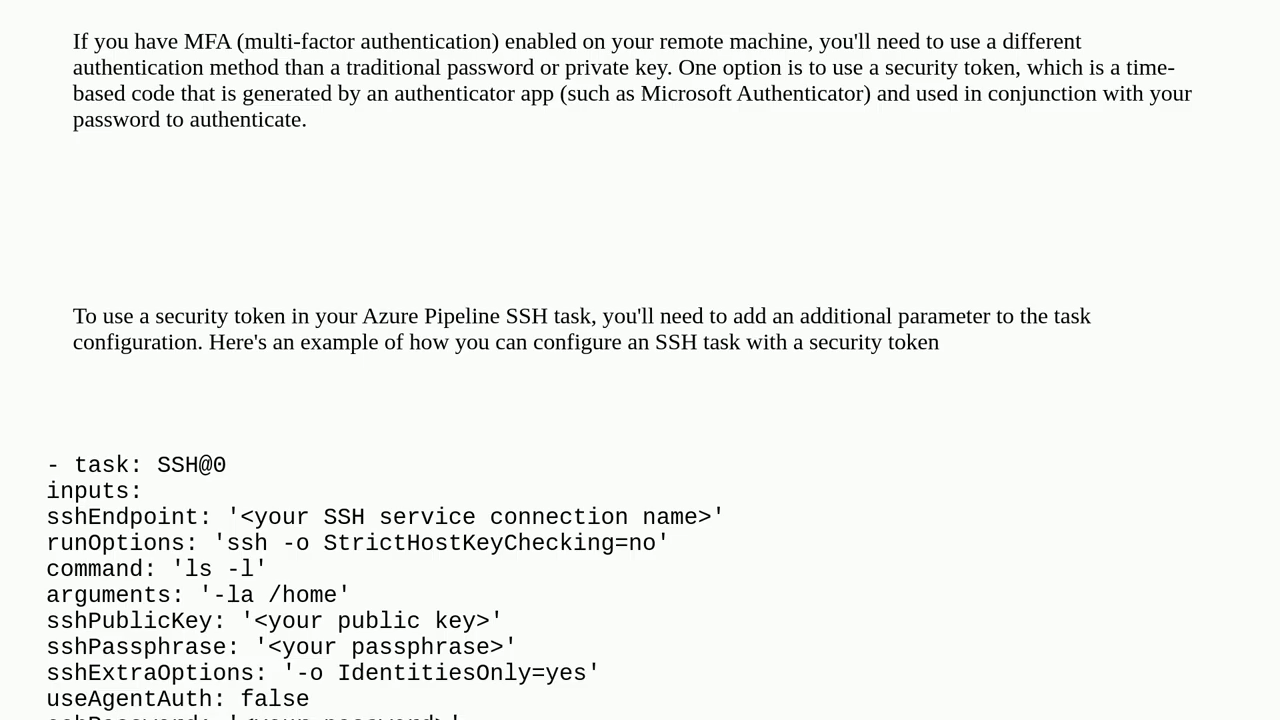 If you have MFA (multi-factor authentication) enabled on your remote machine, you'll need to use a different
authentication method than a traditional password or private key. One option is to use a security token, which is a time-
based code that is generated by an authenticator app (such as Microsoft Authenticator) and used in conjunction with your
password to authenticate.
To use a security token in your Azure Pipeline SSH task, you'll need to add an additional parameter to the task
configuration. Here's an example of how you can configure an SSH task with a security token
- task: SSH@0
inputs:
sshEndpoint: '<your SSH service connection name>'
runOptions: 'ssh -o StrictHostKeyChecking=no'
command: 'ls -l'
arguments: '-la /home'
sshPublicKey: '<your public key>'
sshPassphrase: '<your passphrase>'
sshExtraOptions: '-o IdentitiesOnly=yes'
useAgentAuth: false
sshPassword: '<your password>'